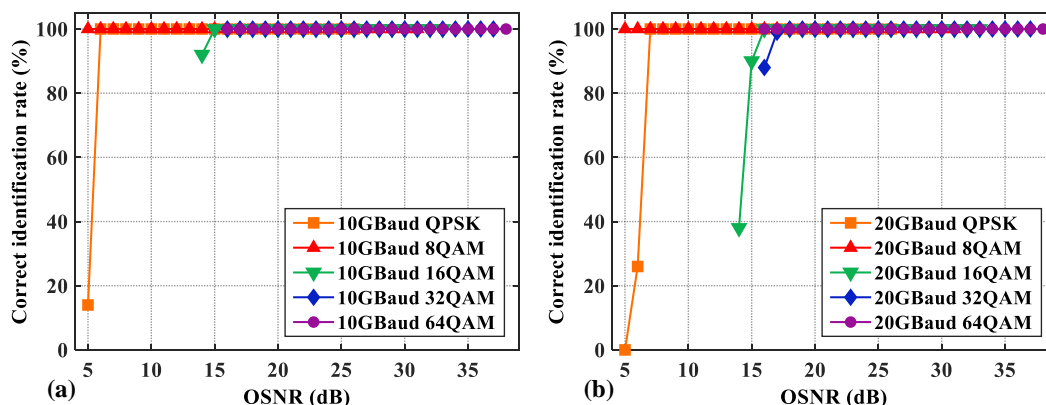 Correct identification rate (%)
100
80
60
40
20
0
10GBaud QPSK
10GBaud 8QAM
10GBaud 16QAM
10GBaud 32QAM
10GBaud 64QAM
5 10 15 20 25 30 35
(a)
OSNR (dB)
Correct identification rate (%)
100
80
60
40
20
0
20GBaud QPSK
20GBaud 8QAM
20GBaud 16QAM
20GBaud 32QAM
20GBaud 64QAM
5 10 15 20 25 30 35
(b)
OSNR (dB)